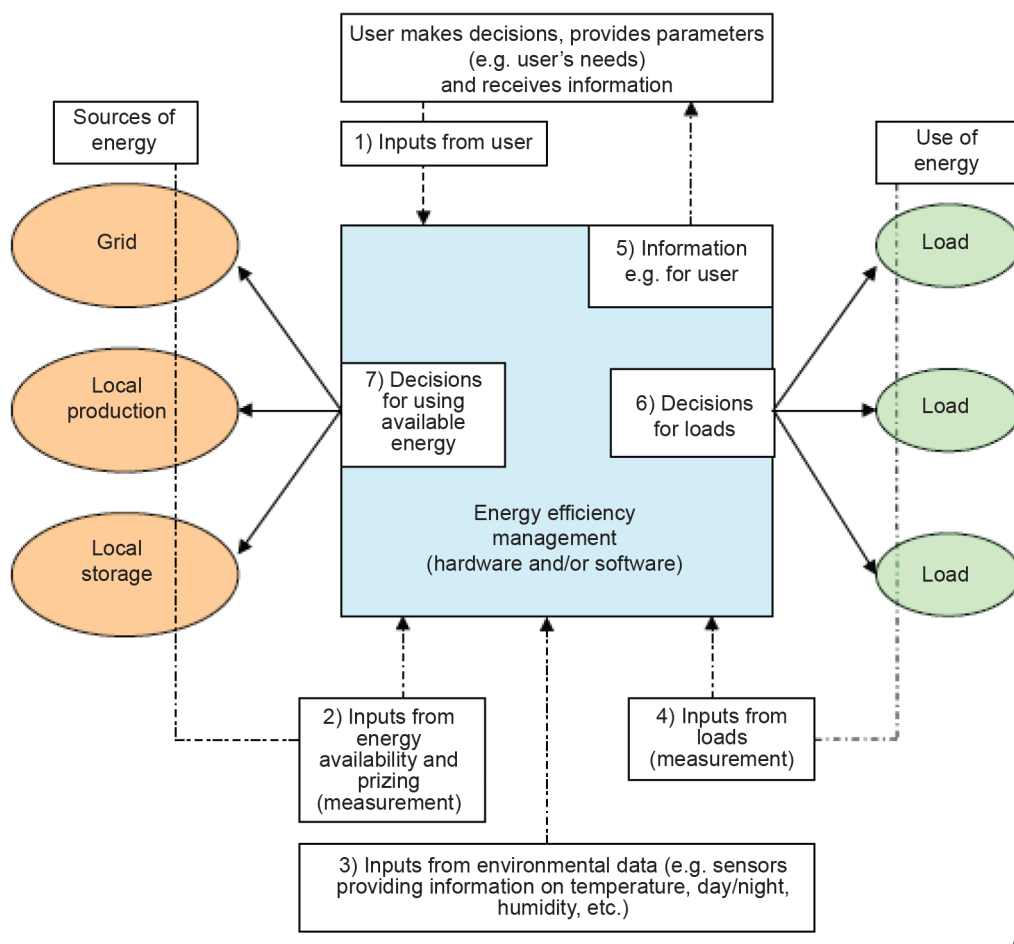 User makes decisions, provides parameters
(e.g. user’s needs)
and receives information
Sources of
energy
1) Inputs from user
Use of
energy
Grid
5) Information
e.g. for user
Load
Local
production
7) Decisions
for using
available
energy
6) Decisions
for loads
Load
Energy efficiency
management
(hardware and/or software)
Local
storage
Load
2) Inputs from
energy
availability and
prizing
(measurement)
4) Inputs from
loads
(measurement)
3) Inputs from environmental data (e.g. sensors
providing information on temperature, day/night,
humidity, etc.)